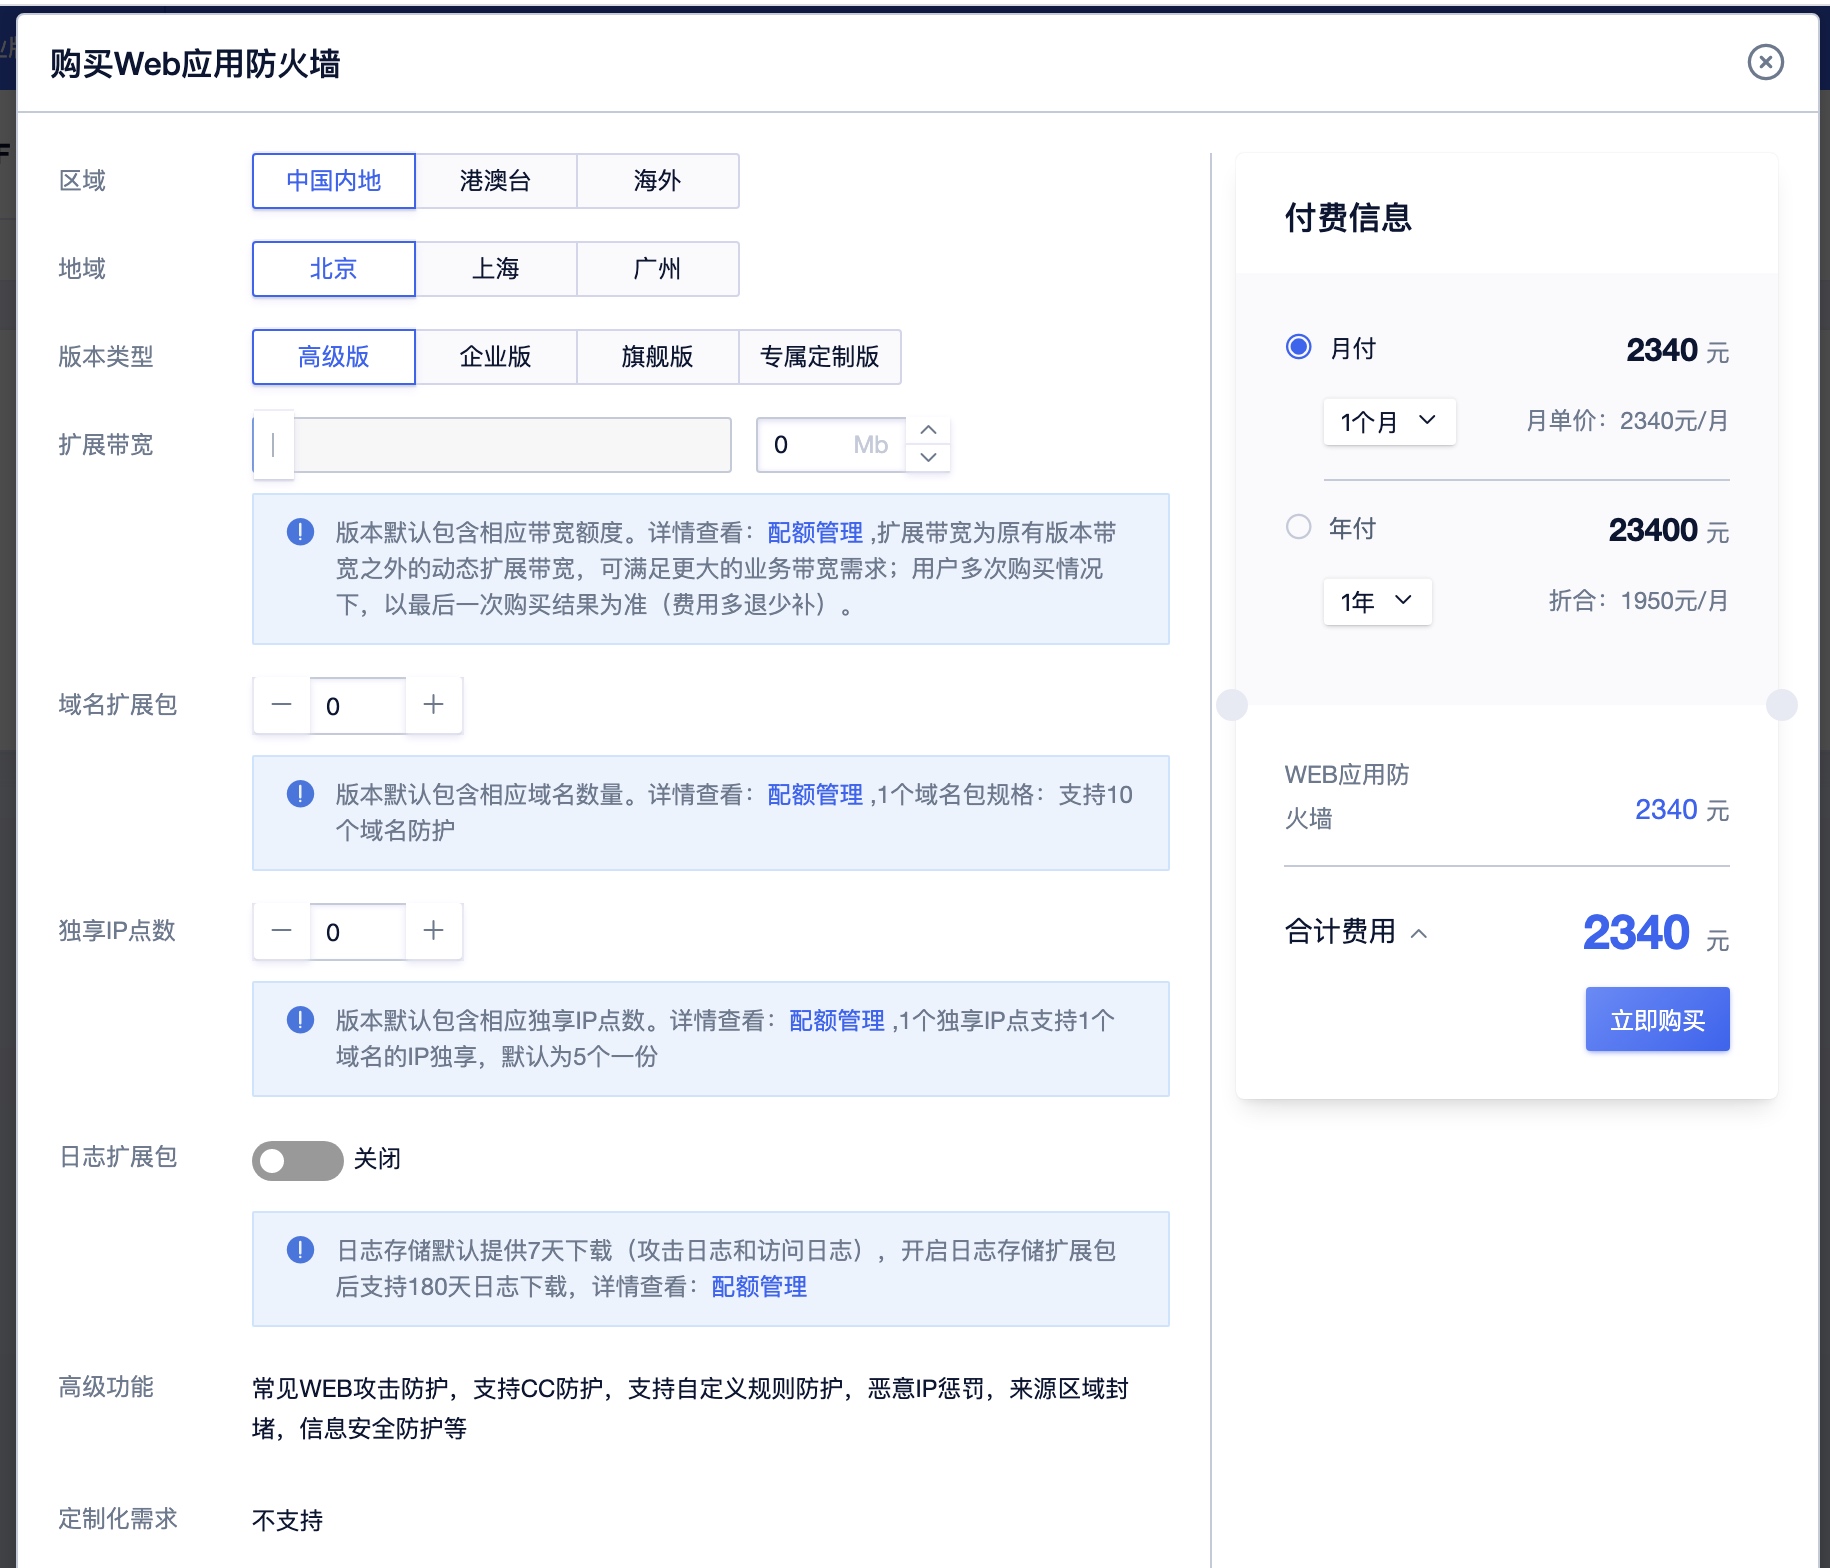 购买Web应用防火墙
区域
中国内地 港澳台 海外
地域
北京 上海 广州
版本类型
高级版 企业版 旗舰版 专属定制版
扩展带宽
0 Mb
版本默认包含相应带宽额度。详情查看：配额管理 ,扩展带宽为原有版本带
宽之外的动态扩展带宽，可满足更大的业务带宽需求；用户多次购买情况
下，以最后一次购买结果为准（费用多退少补）。
域名扩展包
0
版本默认包含相应域名数量。详情查看：配额管理 ,1个域名包规格：支持10
个域名防护
独享IP点数
0
版本默认包含相应独享IP点数。详情查看：配额管理 ,1个独享IP点支持1个
域名的IP独享，默认为5个一份
日志扩展包
关闭
日志存储默认提供7天下载（攻击日志和访问日志），开启日志存储扩展包
后支持180天日志下载，详情查看：配额管理
高级功能
常见WEB攻击防护，支持CC防护，支持自定义规则防护，恶意IP惩罚，来源区域封
堵，信息安全防护等
定制化需求
不支持
付费信息
月付 2340 元
1个月 月单价：2340元/月
年付 23400 元
1年 折合：1950元/月
WEB应用防
火墙
2340 元
合计费用 2340 元
立即购买